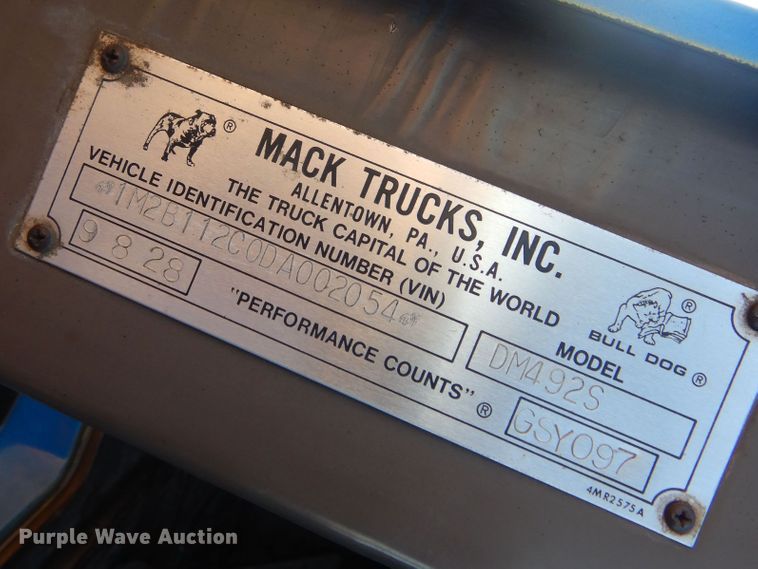 ®
MACK TRUCKS, INC.
ALLENTOWN, PA., U.S.A.
THE TRUCK CAPITAL OF THE WORLD
VEHICLE IDENTIFICATION NUMBER (VIN)
1M2B112C0DA002054
9 8 28
"PERFORMANCE COUNTS"®
®
BULL DOG®
MODEL
DM492S
GSY097
4MR2575A
Purple Wave Auction